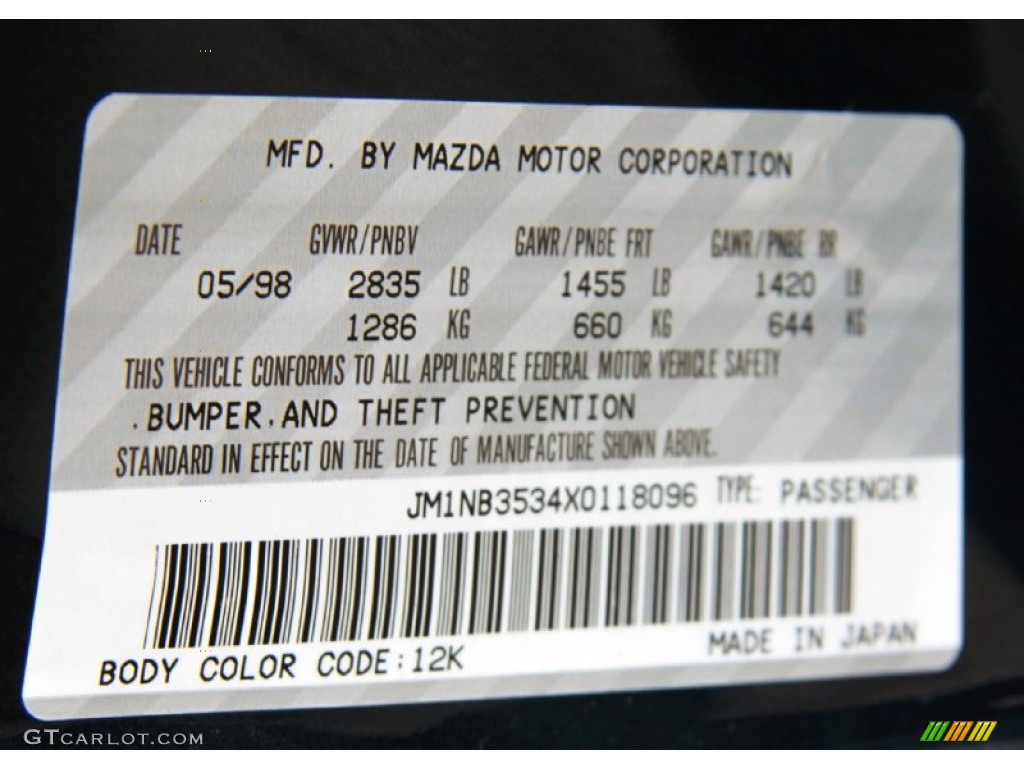 MFD. BY MAZDA MOTOR CORPORATION
DATE GVWR/PNBV GAWR/PNBE FRT GAWR/PNBE RR
05/98 2835 LB 1455 LB 1420 LB
1286 KG 660 KG 644 KG
THIS VEHICLE CONFORMS TO ALL APPLICABLE FEDERAL MOTOR VEHICLE SAFETY
.BUMPER.AND THEFT PREVENTION
STANDARD IN EFFECT ON THE DATE OF MANUFACTURE SHOWN ABOVE.
JM1NB3534X0118096 TYPE: PASSENGER
MADE IN JAPAN
BODY COLOR CODE:12K
GTCARLOT.COM